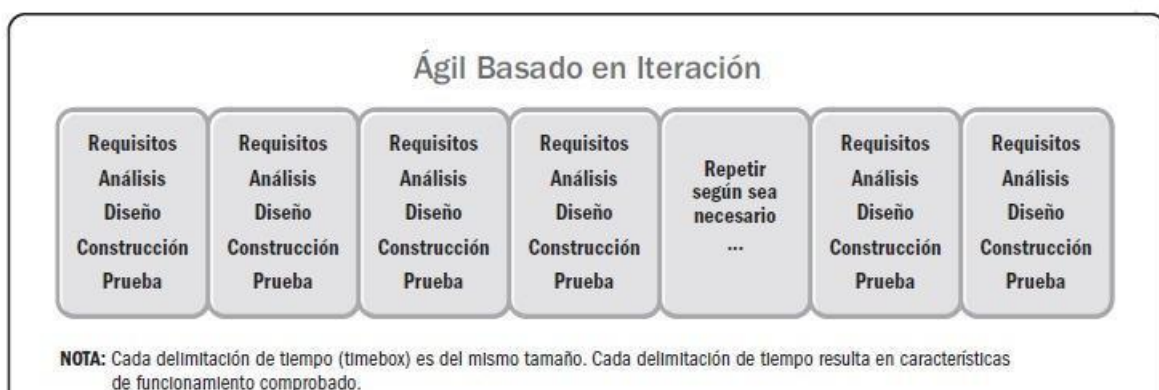 Ágil Basado en Iteración
Requisitos
Análisis
Diseño
Construcción
Prueba
Requisitos
Análisis
Diseño
Construcción
Prueba
Requisitos
Análisis
Diseño
Construcción
Prueba
Requisitos
Análisis
Diseño
Construcción
Prueba
Repetir
según sea
necesario
...
Requisitos
Análisis
Diseño
Construcción
Prueba
Requisitos
Análisis
Diseño
Construcción
Prueba
NOTA: Cada delimitación de tiempo (timebox) es del mismo tamaño. Cada delimitación de tiempo resulta en características
de funcionamiento comprobado.